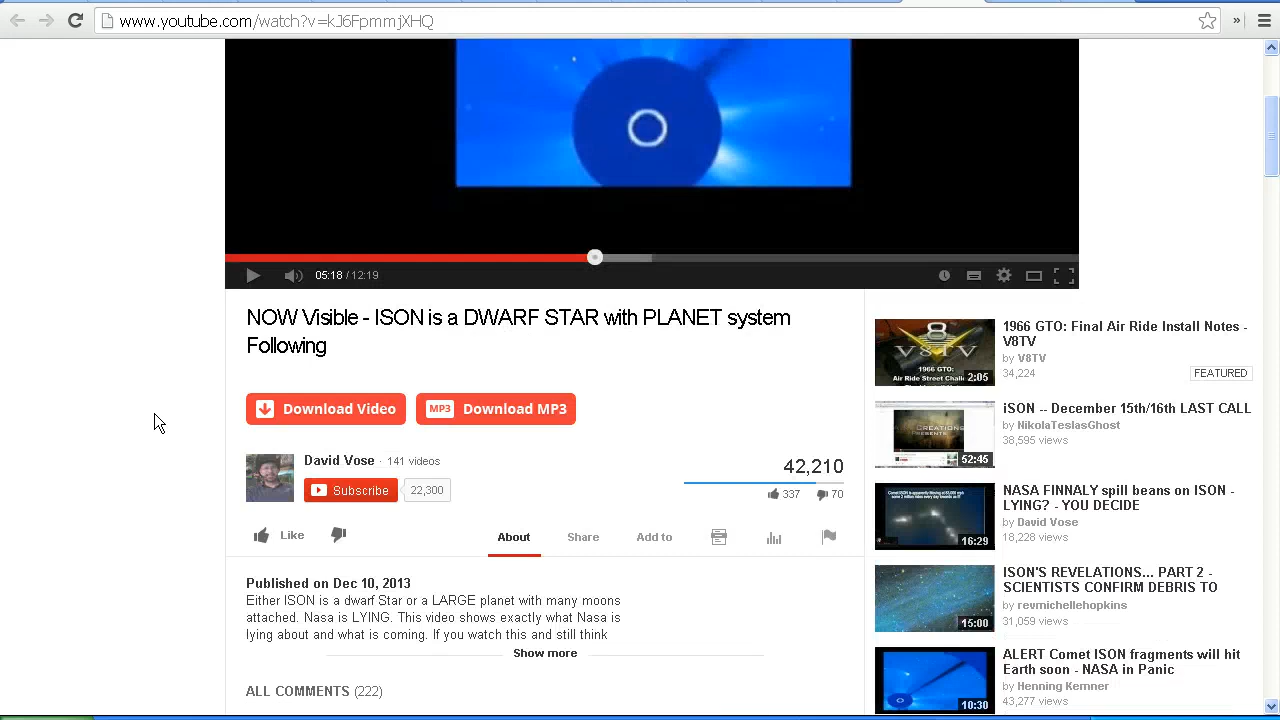 www.youtube.com/watch?v=kJ6FpmmjXHQ
05:18 / 12:19
NOW Visible - ISON is a DWARF STAR with PLANET system
Following
Download Video
MP3 Download MP3
David Vose · 141 videos
Subscribe 22,300
42,210
337 70
Like
About Share Add to
Published on Dec 10, 2013
Either ISON is a dwarf Star or a LARGE planet with many moons
attached. Nasa is LYING. This video shows exactly what Nasa is
lying about and what is coming. If you watch this and still think
Show more
ALL COMMENTS (222)
8
V8TV
1966 GTO:
Air Ride Street Challe
2:05
1966 GTO: Final Air Ride Install Notes -
V8TV
by V8TV
34,224
FEATURED
52:45
iSON -- December 15th/16th LAST CALL
by NikolaTeslasGhost
38,595 views
16:29
NASA FINNALY spill beans on ISON -
LYING? - YOU DECIDE
by David Vose
18,228 views
15:00
ISON'S REVELATIONS... PART 2 -
SCIENTISTS CONFIRM DEBRIS TO
by revmichellehopkins
31,059 views
10:30
ALERT Comet ISON fragments will hit
Earth soon - NASA in Panic
by Henning Kemner
43,277 views